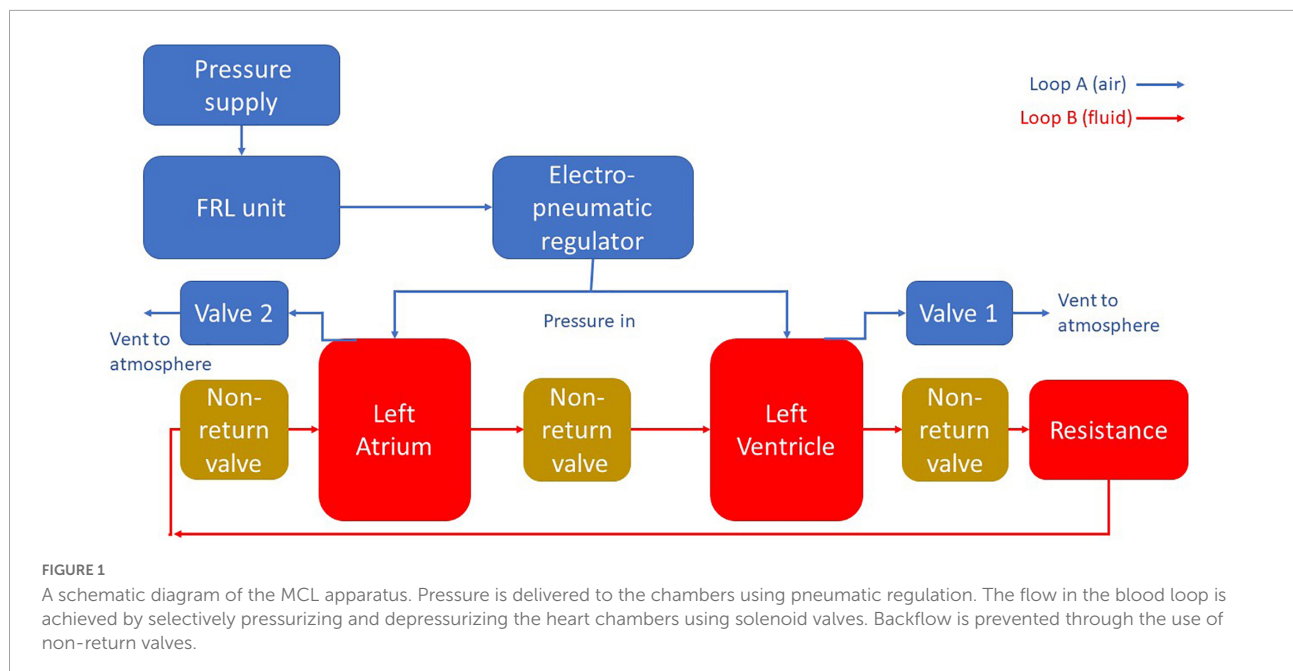 Pressure
supply
Loop A (air)
Loop B (fluid)
FRL unit
Electro-
pneumatic
regulator
Valve 2
Pressure in
Valve 1
Vent to
atmosphere
Vent to
atmosphere
Non-
return
valve
Left
Atrium
Non-
return
valve
Left
Ventricle
Non-
return
valve
Resistance
FIGURE 1
A schematic diagram of the MCL apparatus. Pressure is delivered to the chambers using pneumatic regulation. The flow in the blood loop is
achieved by selectively pressurizing and depressurizing the heart chambers using solenoid valves. Backflow is prevented through the use of
non-return valves.